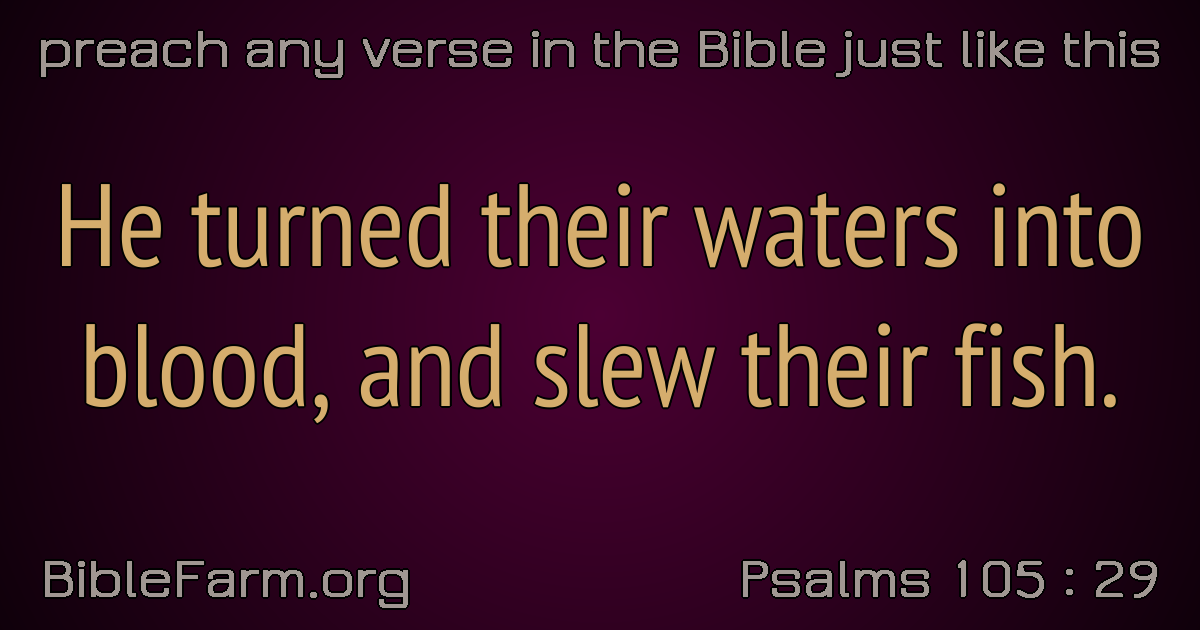 preach any verse in the Bible just like this
He turned their waters into
blood, and slew their fish.
BibleFarm.org
Psalms 105 : 29